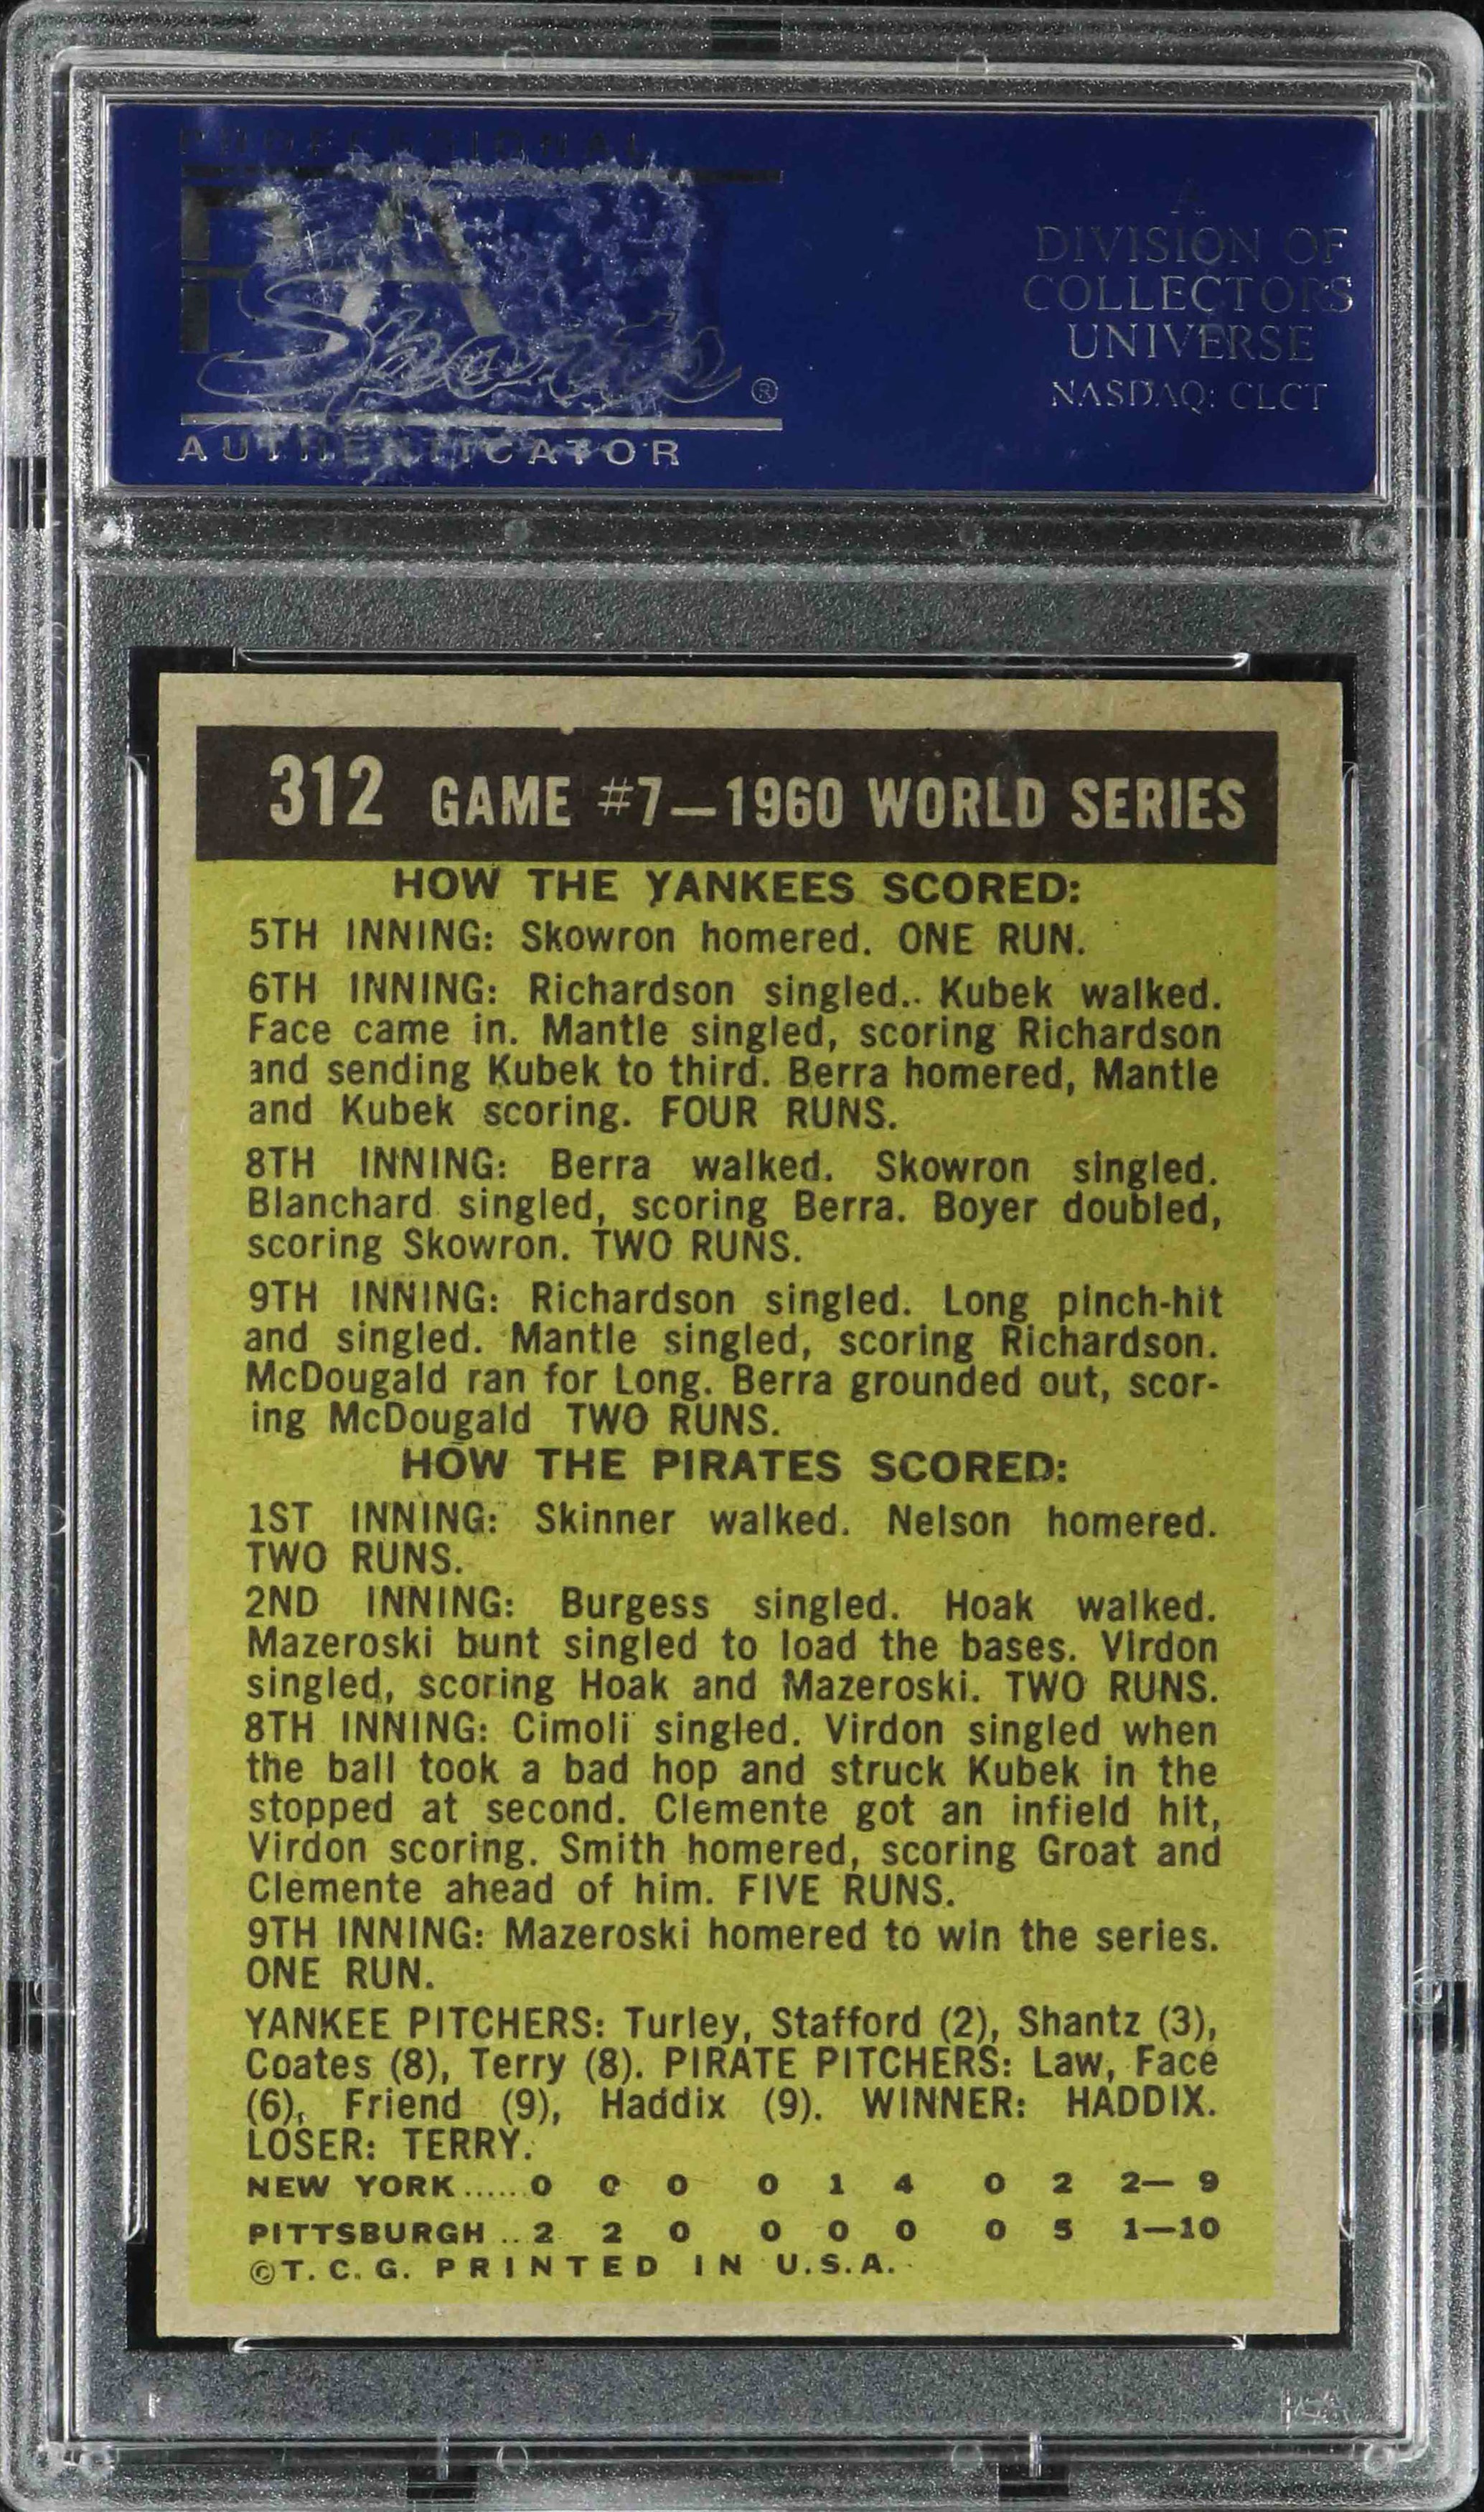 PROFESSIONAL
PSA
Sports
®
AUTHENTICATOR
A
DIVISION OF
COLLECTORS
UNIVERSE
NASDAQ: CLCT
312 GAME #7—1960 WORLD SERIES
HOW THE YANKEES SCORED:
5TH INNING: Skowron homered. ONE RUN.
6TH INNING: Richardson singled. Kubek walked.
Face came in. Mantle singled, scoring Richardson
and sending Kubek to third. Berra homered, Mantle
and Kubek scoring. FOUR RUNS.
8TH INNING: Berra walked. Skowron singled.
Blanchard singled, scoring Berra. Boyer doubled,
scoring Skowron. TWO RUNS.
9TH INNING: Richardson singled. Long pinch-hit
and singled. Mantle singled, scoring Richardson.
McDougald ran for Long. Berra grounded out, scor-
ing McDougald TWO RUNS.
HOW THE PIRATES SCORED:
1ST INNING: Skinner walked. Nelson homered.
TWO RUNS.
2ND INNING: Burgess singled. Hoak walked.
Mazeroski bunt singled to load the bases. Virdon
singled, scoring Hoak and Mazeroski. TWO RUNS.
8TH INNING: Cimoli singled. Virdon singled when
the ball took a bad hop and struck Kubek in the
stopped at second. Clemente got an infield hit,
Virdon scoring. Smith homered, scoring Groat and
Clemente ahead of him. FIVE RUNS.
9TH INNING: Mazeroski homered to win the series.
ONE RUN.
YANKEE PITCHERS: Turley, Stafford (2), Shantz (3),
Coates (8), Terry (8). PIRATE PITCHERS: Law, Face
(6), Friend (9), Haddix (9). WINNER: HADDIX.
LOSER: TERRY.
NEW YORK......0 0 0 0 1 4 0 2 2— 9
PITTSBURGH ..2 2 0 0 0 0 0 5 1—10
©T.C.G. PRINTED IN U.S.A.